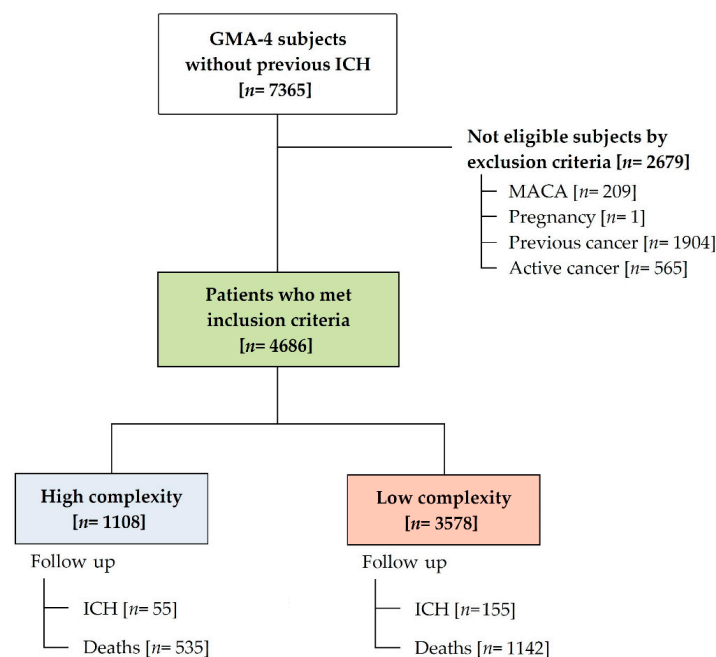 GMA-4 subjects
without previous ICH
[n= 7365]
Not eligible subjects by
exclusion criteria [n= 2679]
MACA [n= 209]
Pregnancy [n= 1]
Previous cancer [n= 1904]
Active cancer [n= 565]
Patients who met
inclusion criteria
[n= 4686]
High complexity
[n= 1108]
Low complexity
[n= 3578]
Follow up
ICH [n= 55]
Deaths [n= 535]
Follow up
ICH [n=155]
Deaths [n= 1142]